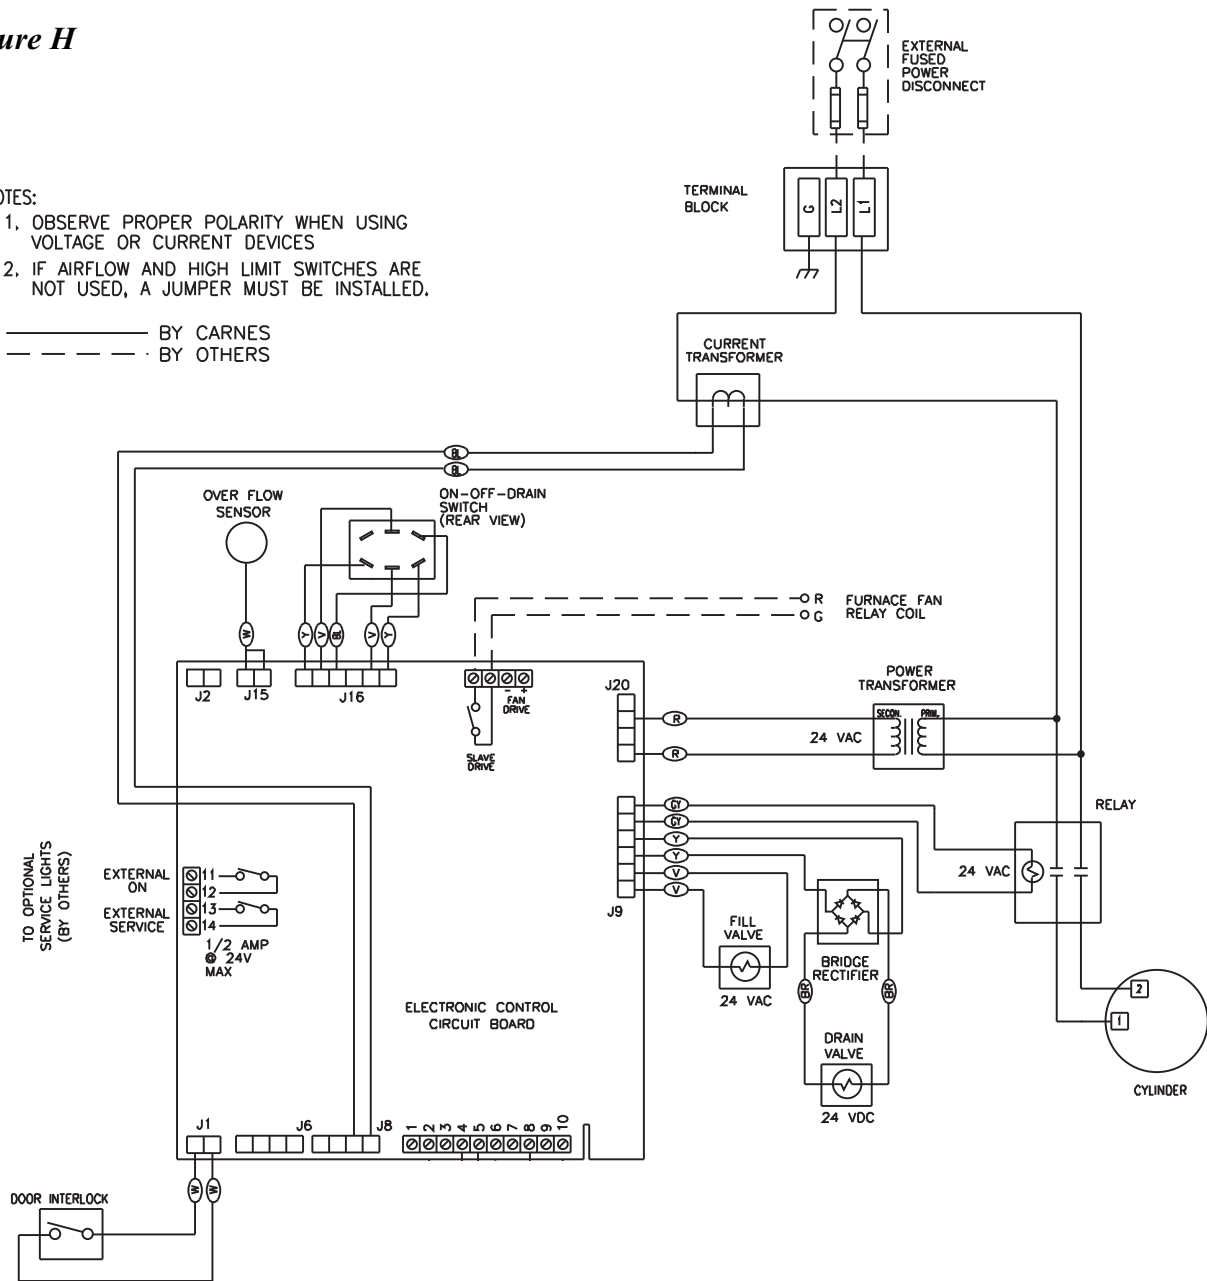 ure H
EXTERNAL
FUSED
POWER
DISCONNECT
TERMINAL
BLOCK
G
L2
L1
OTES:
1. OBSERVE PROPER POLARITY WHEN USING
VOLTAGE OR CURRENT DEVICES
2. IF AIRFLOW AND HIGH LIMIT SWITCHES ARE
NOT USED, A JUMPER MUST BE INSTALLED.
BY CARNES
BY OTHERS
CURRENT
TRANSFORMER
BL
BL
OVER FLOW
SENSOR
ON-OFF-DRAIN
SWITCH
(REAR VIEW)
W
Y
V
BL
V
Y
R
G
FURNACE FAN
RELAY COIL
J2
J15
J16
- +
FAN
DRIVE
SLAVE
DRIVE
J20
R
R
POWER
TRANSFORMER
SECON.
PRIM.
24 VAC
GY
GY
Y
Y
V
V
J9
RELAY
24 VAC
TO OPTIONAL
SERVICE LIGHTS
(BY OTHERS)
EXTERNAL
ON
EXTERNAL
SERVICE
11
12
13
14
1/2 AMP
@ 24V
MAX
FILL
VALVE
24 VAC
BRIDGE
RECTIFIER
BR
BR
DRAIN
VALVE
24 VDC
2
1
CYLINDER
ELECTRONIC CONTROL
CIRCUIT BOARD
J1
J6
J8
1 2 3 4 5 6 7 8 9 10
W
W
DOOR INTERLOCK